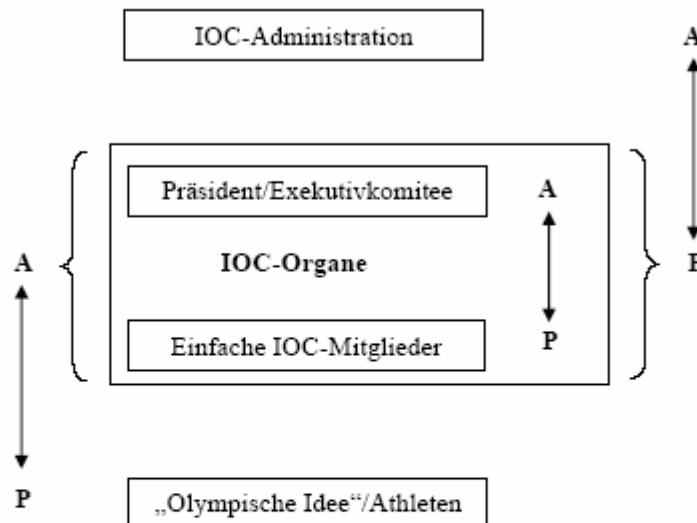 IOC-Administration
A
Präsident/Exekutivkomitee
A
A
IOC-Organe
Einfache IOC-Mitglieder
P
P
„Olympische Idee“/Athleten